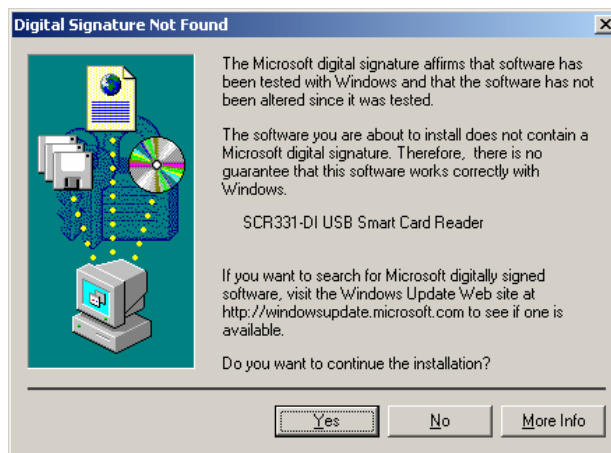 Digital Signature Not Found
The Microsoft digital signature affirms that software has
been tested with Windows and that the software has not
been altered since it was tested.
The software you are about to install does not contain a
Microsoft digital signature. Therefore, there is no
guarantee that this software works correctly with
Windows.
SCR331-DI USB Smart Card Reader
If you want to search for Microsoft digitally signed
software, visit the Windows Update Web site at
http://windowsupdate.microsoft.com to see if one is
available.
Do you want to continue the installation?
Yes No More Info